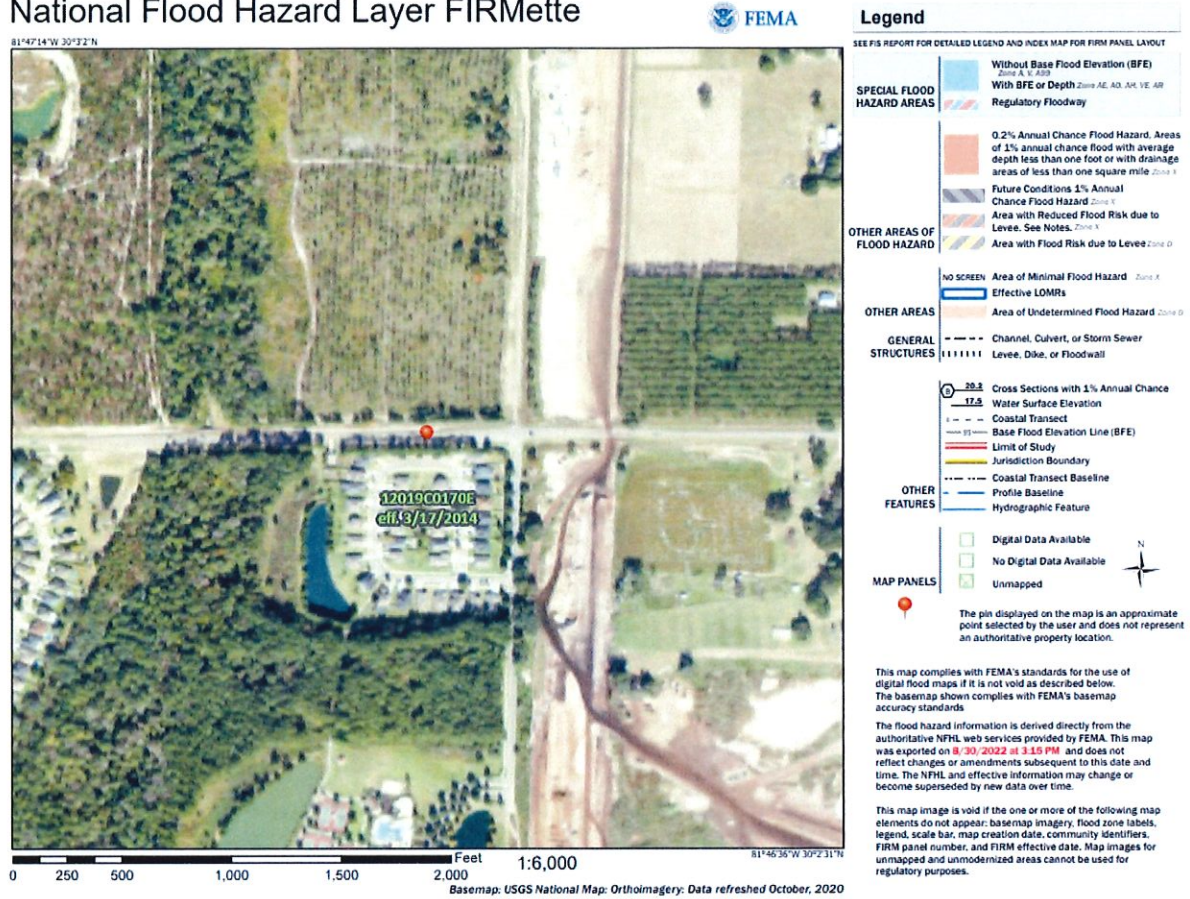 National Flood Hazard Layer FIRMette
FEMA
81°47'14"W 30°3'2"N
12019C0170E
eff. 3/17/2014
81°46'36"W 30°2'31"N
Feet
1:6,000
0 250 500 1,000 1,500 2,000
Basemap: USGS National Map: Orthoimagery: Data refreshed October, 2020
Legend
SEE FIS REPORT FOR DETAILED LEGEND AND INDEX MAP FOR FIRM PANEL LAYOUT
SPECIAL FLOOD
HAZARD AREAS
Without Base Flood Elevation (BFE)
Zone A, V, A99
With BFE or Depth Zone AE, AO, AH, VE, AR
Regulatory Floodway
OTHER AREAS OF
FLOOD HAZARD
0.2% Annual Chance Flood Hazard, Areas
of 1% annual chance flood with average
depth less than one foot or with drainage
areas of less than one square mile Zone X
Future Conditions 1% Annual
Chance Flood Hazard Zone X
Area with Reduced Flood Risk due to
Levee. See Notes. Zone X
Area with Flood Risk due to Levee Zone D
OTHER AREAS
NO SCREEN Area of Minimal Flood Hazard Zone X
Effective LOMRs
Area of Undetermined Flood Hazard Zone D
GENERAL
STRUCTURES
Channel, Culvert, or Storm Sewer
Levee, Dike, or Floodwall
OTHER
FEATURES
B 20.2 Cross Sections with 1% Annual Chance
17.5 Water Surface Elevation
Coastal Transect
Base Flood Elevation Line (BFE)
Limit of Study
Jurisdiction Boundary
Coastal Transect Baseline
Profile Baseline
Hydrographic Feature
MAP PANELS
Digital Data Available
No Digital Data Available
Unmapped
N
The pin displayed on the map is an approximate
point selected by the user and does not represent
an authoritative property location.
This map complies with FEMA's standards for the use of
digital flood maps if it is not void as described below.
The basemap shown complies with FEMA's basemap
accuracy standards
The flood hazard information is derived directly from the
authoritative NFHL web services provided by FEMA. This map
was exported on 8/30/2022 at 3:15 PM and does not
reflect changes or amendments subsequent to this date and
time. The NFHL and effective information may change or
become superseded by new data over time.
This map image is void if the one or more of the following map
elements do not appear: basemap imagery, flood zone labels,
legend, scale bar, map creation date, community identifiers,
FIRM panel number, and FIRM effective date. Map images for
unmapped and unmodernized areas cannot be used for
regulatory purposes.